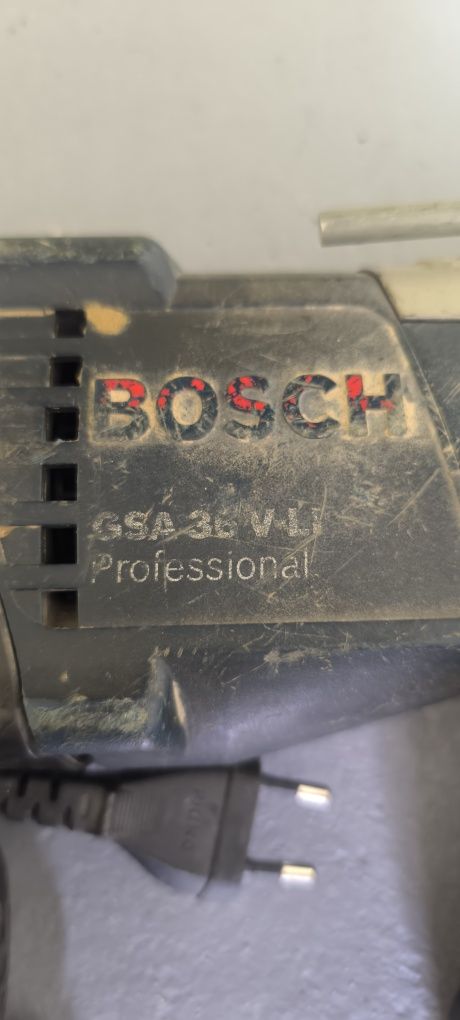 BOSCH
GSA 36 V-LI
Professional